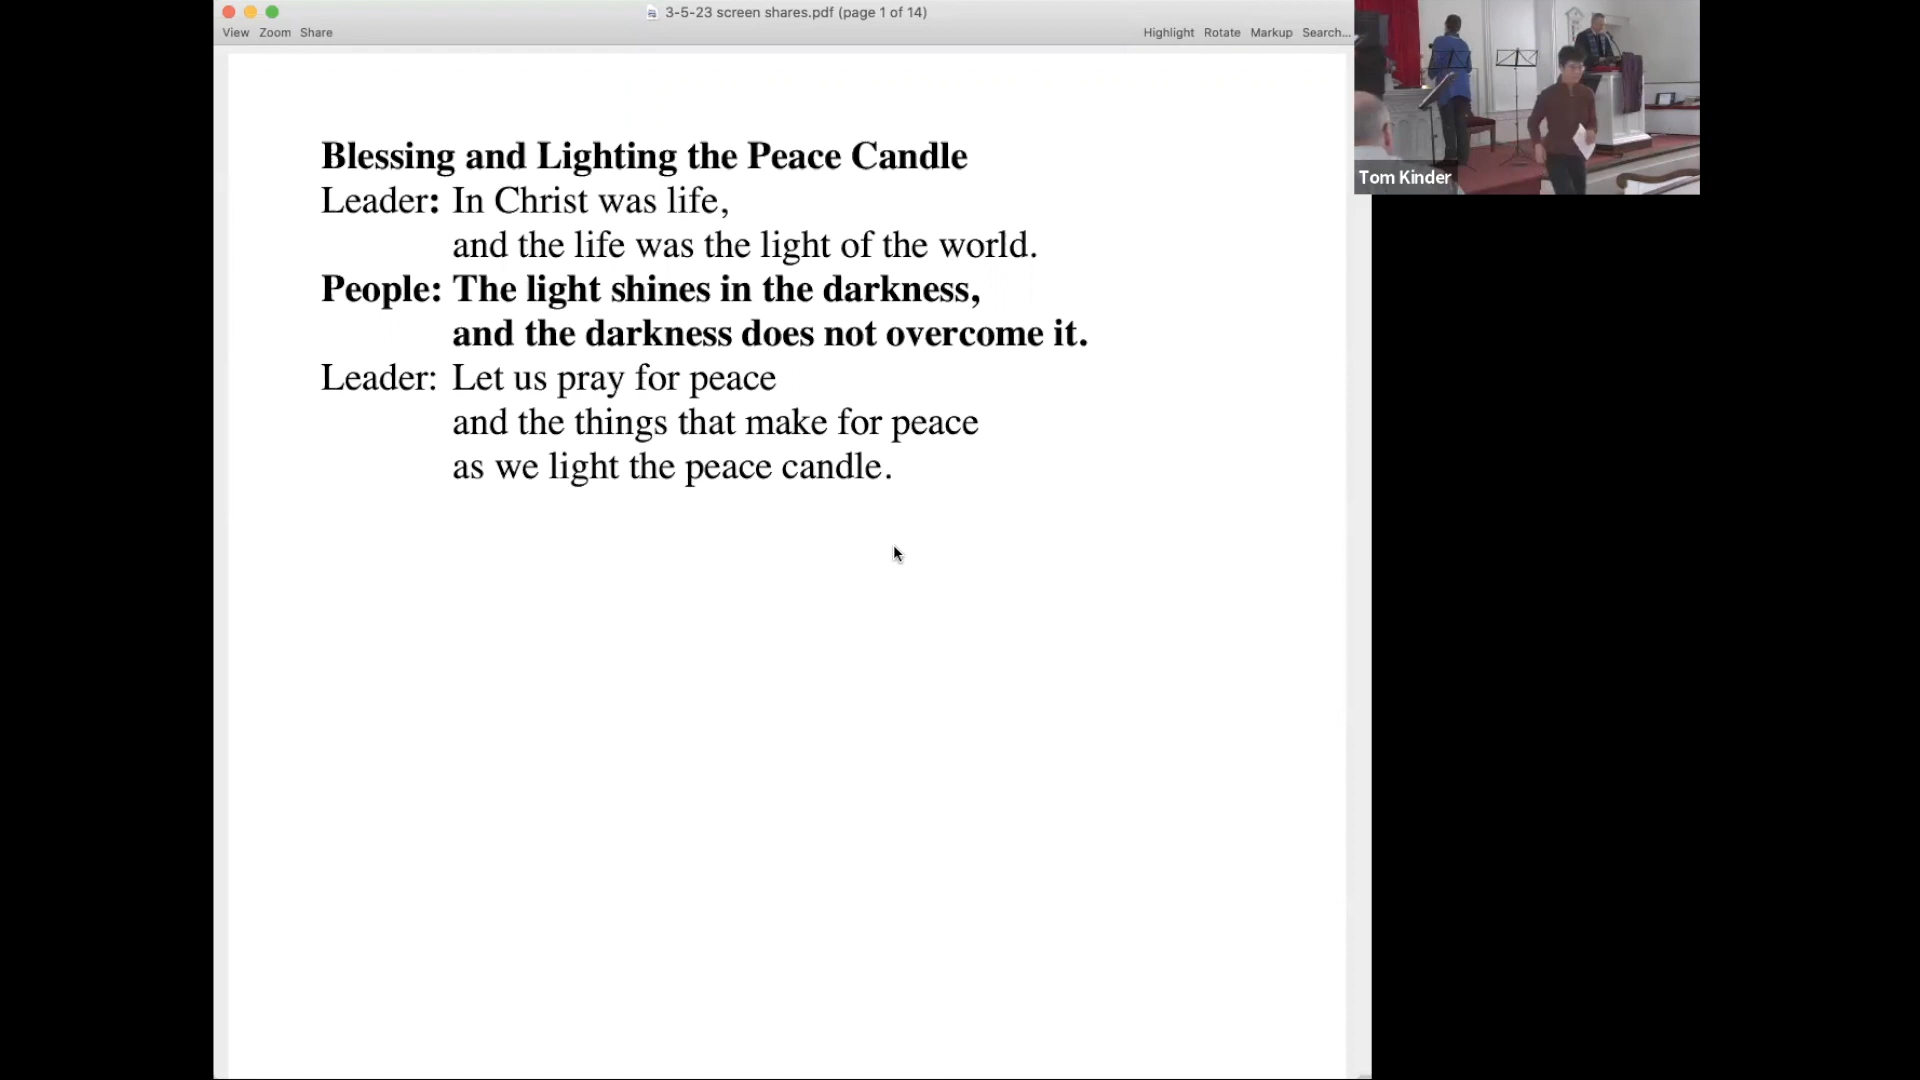 3-5-23 screen shares.pdf (page 1 of 14)
View Zoom Share
Highlight Rotate Markup Search...
Blessing and Lighting the Peace Candle
Leader: In Christ was life,
and the life was the light of the world.
People: The light shines in the darkness,
and the darkness does not overcome it.
Leader: Let us pray for peace
and the things that make for peace
as we light the peace candle.
Tom Kinder